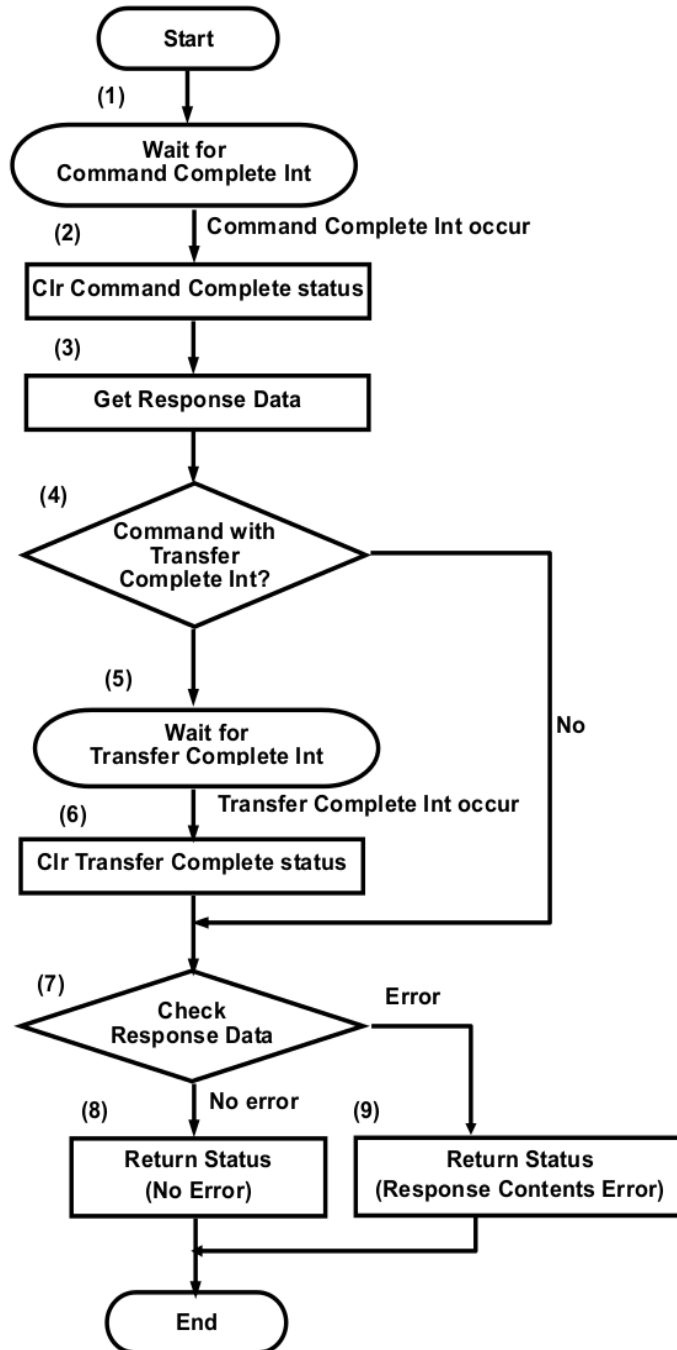 Start
(1)
Wait for
Command Complete Int
(2)
Command Complete Int occur
Clr Command Complete status
(3)
Get Response Data
(4)
Command with
Transfer
Complete Int?
(5)
Wait for
Transfer Complete Int
No
(6)
Transfer Complete Int occur
Clr Transfer Complete status
(7)
Check
Response Data
Error
(8)
No error
(9)
Return Status
(No Error)
Return Status
(Response Contents Error)
End